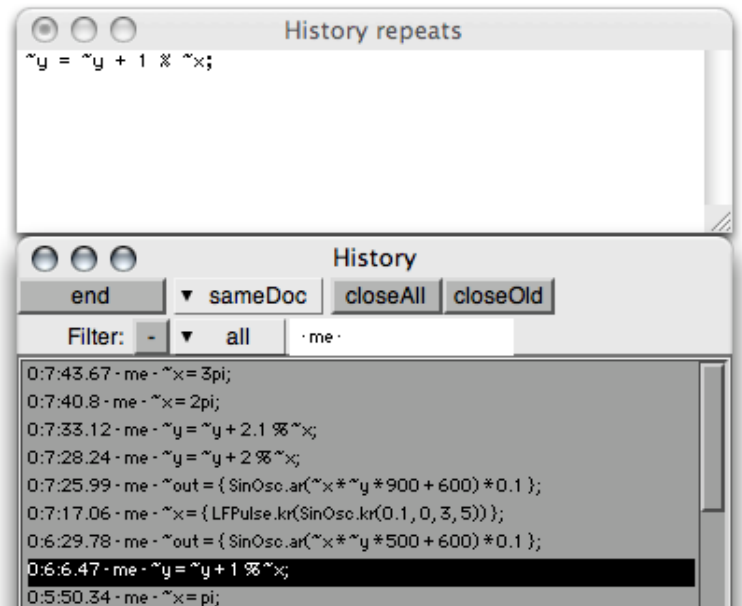 History repeats
~y = ~y + 1 % ~x;
History
end ▼ sameDoc closeAll closeOld
Filter: - ▼ all · me ·
0:7:43.67 - me - ~x = 3pi;
0:7:40.8 - me - ~x = 2pi;
0:7:33.12 - me - ~y = ~y + 2.1 % ~x;
0:7:28.24 - me - ~y = ~y + 2 % ~x;
0:7:25.99 - me - ~out = { SinOsc.ar(~x * ~y * 900 + 600) * 0.1 };
0:7:17.06 - me - ~x = { LFPulse.kr(SinOsc.kr(0.1, 0, 3, 5)) };
0:6:29.78 - me - ~out = { SinOsc.ar(~x * ~y * 500 + 600) * 0.1 };
0:6:6.47 - me - ~y = ~y + 1 % ~x;
0:5:50.34 - me - ~x = pi;